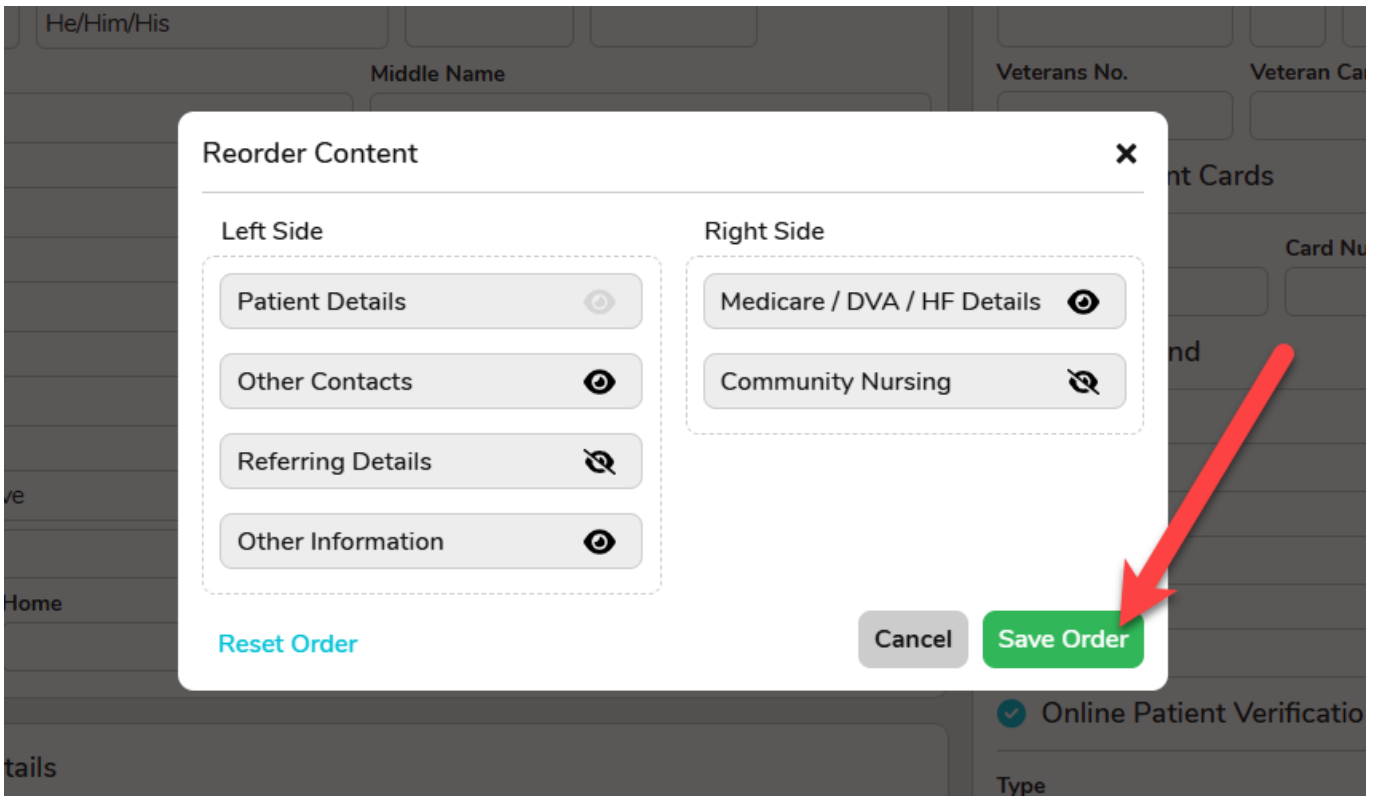 He/Him/His
Middle Name
Veterans No.
Veteran Ca
Reorder Content
nt Cards
Left Side
Right Side
Card Nu
Patient Details
Medicare / DVA / HF Details
nd
Other Contacts
Community Nursing
Referring Details
ve
Other Information
Home
Reset Order
Cancel
Save Order
Online Patient Verificatio
tails
Type